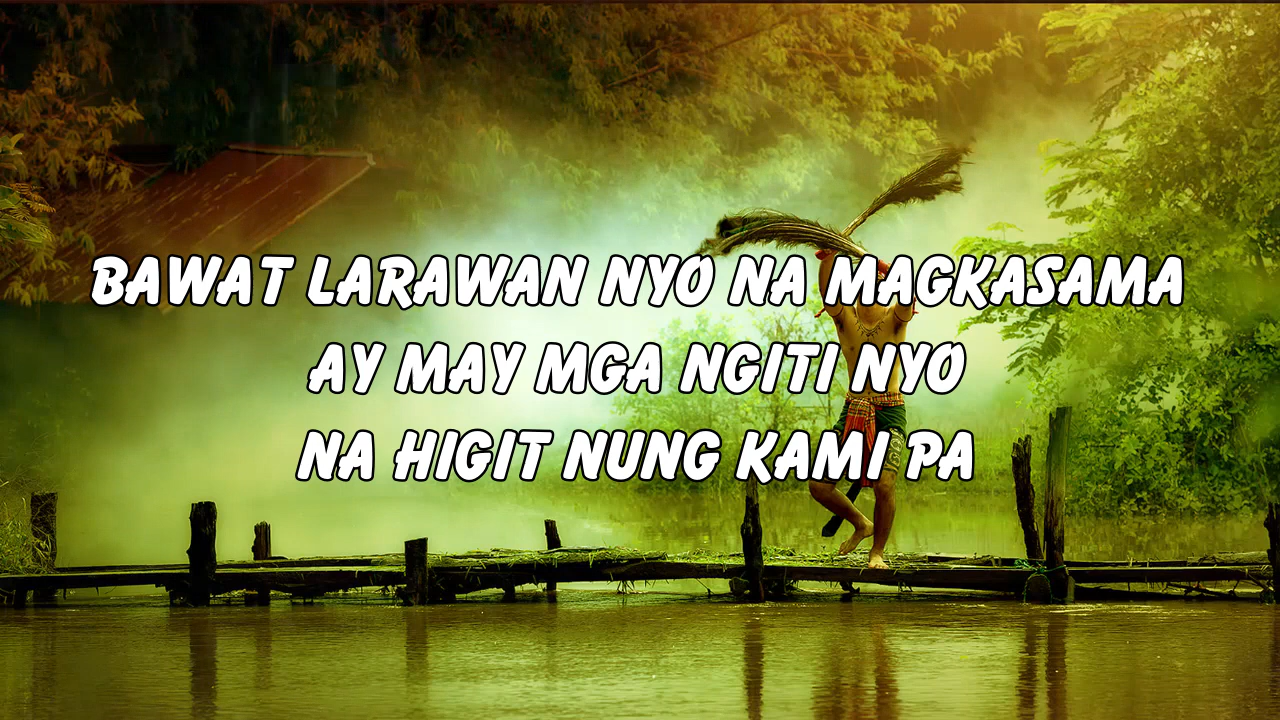 BAWAT LARAWAN NYO NA MAGKASAMA
AY MAY MGA NGITI NYO
NA HIGIT NUNG KAMI PA